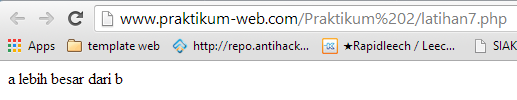 www.praktikum-web.com/Praktikum%202/latihan7.php
Apps template web http://repo.antihack... ★Rapidleech / Leec... SIAK
a lebih besar dari b